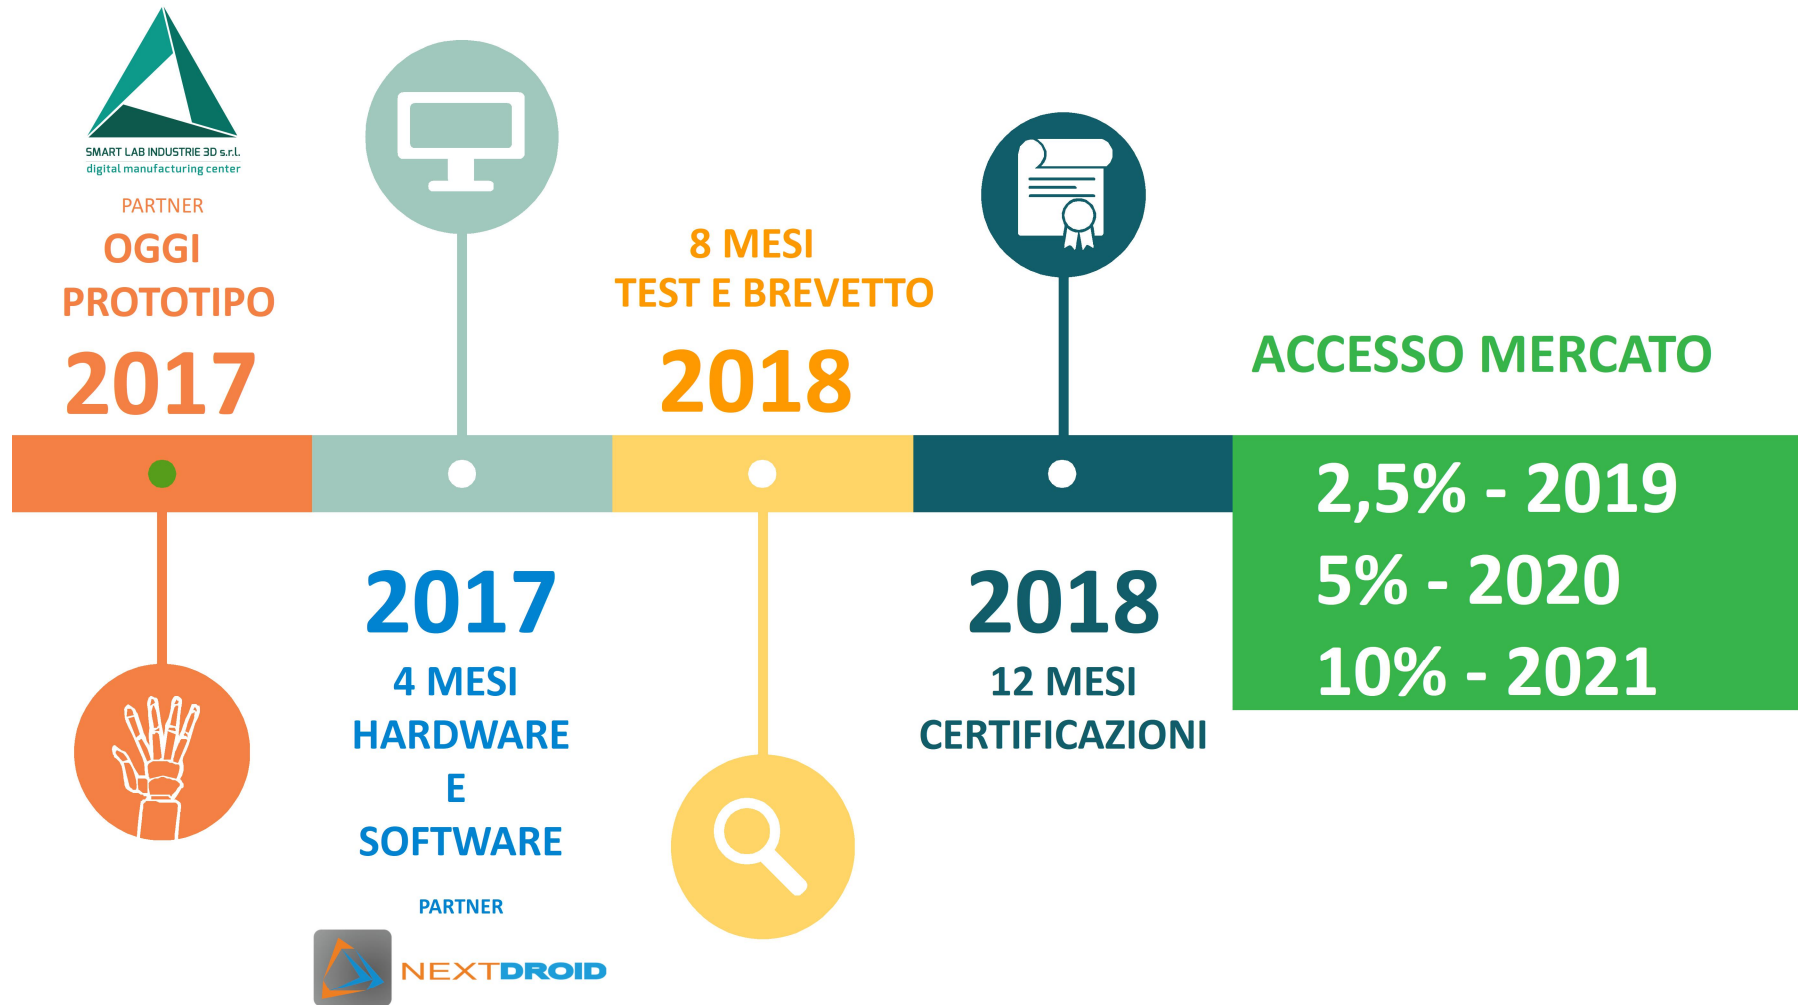 SMART LAB INDUSTRIE 3D s.r.l.
digital manufacturing center
PARTNER
OGGI
PROTOTIPO
2017
2017
4 MESI
HARDWARE
E
SOFTWARE
PARTNER
NEXTDROID
8 MESI
TEST E BREVETTO
2018
2018
12 MESI
CERTIFICAZIONI
ACCESSO MERCATO
2,5% - 2019
5% - 2020
10% - 2021